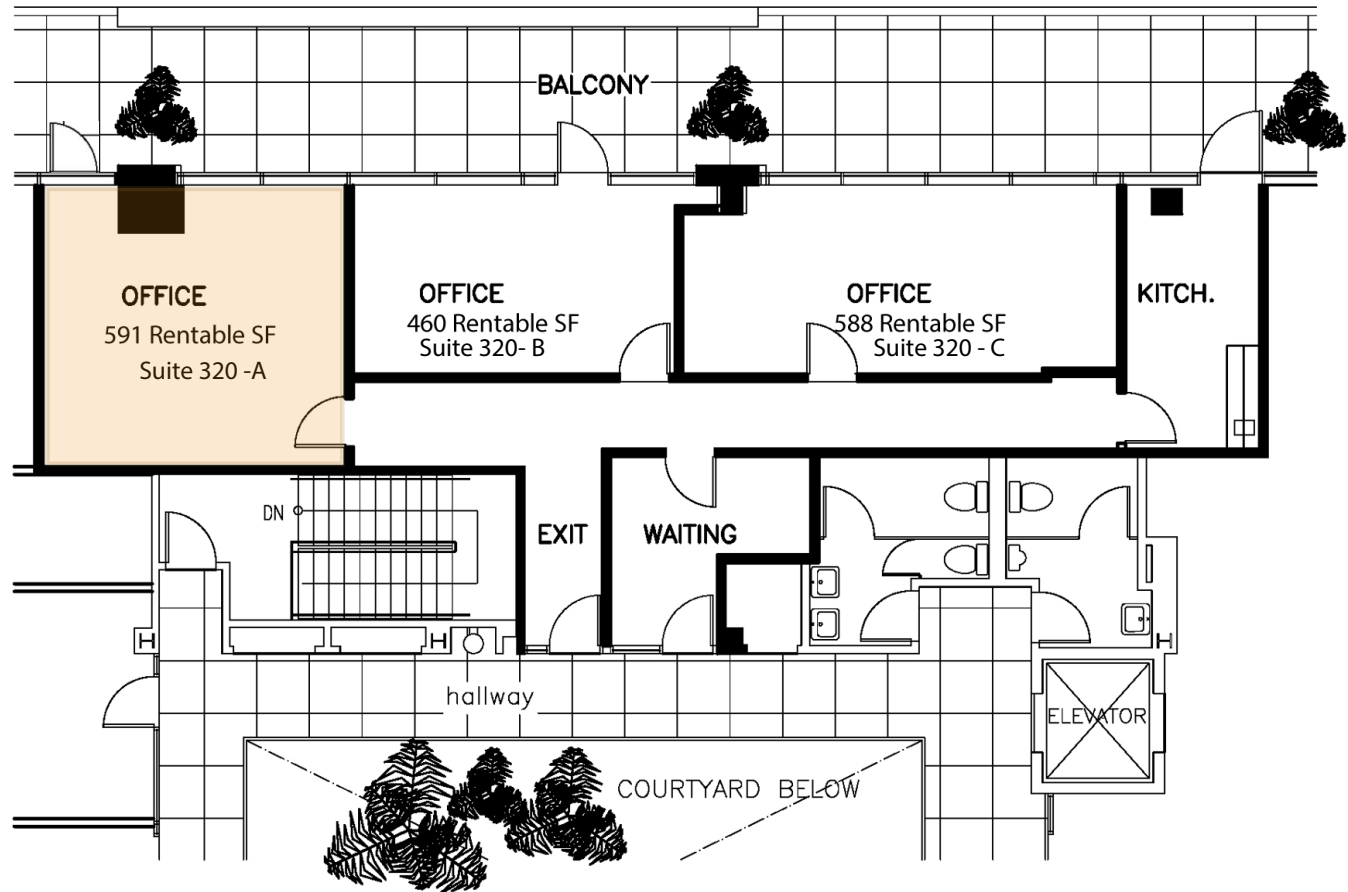 BALCONY
OFFICE
591 Rentable SF
Suite 320 -A
OFFICE
460 Rentable SF
Suite 320- B
OFFICE
588 Rentable SF
Suite 320 - C
KITCH.
DN
EXIT
WAITING
H
H
H
hallway
ELEVATOR
COURTYARD BELOW